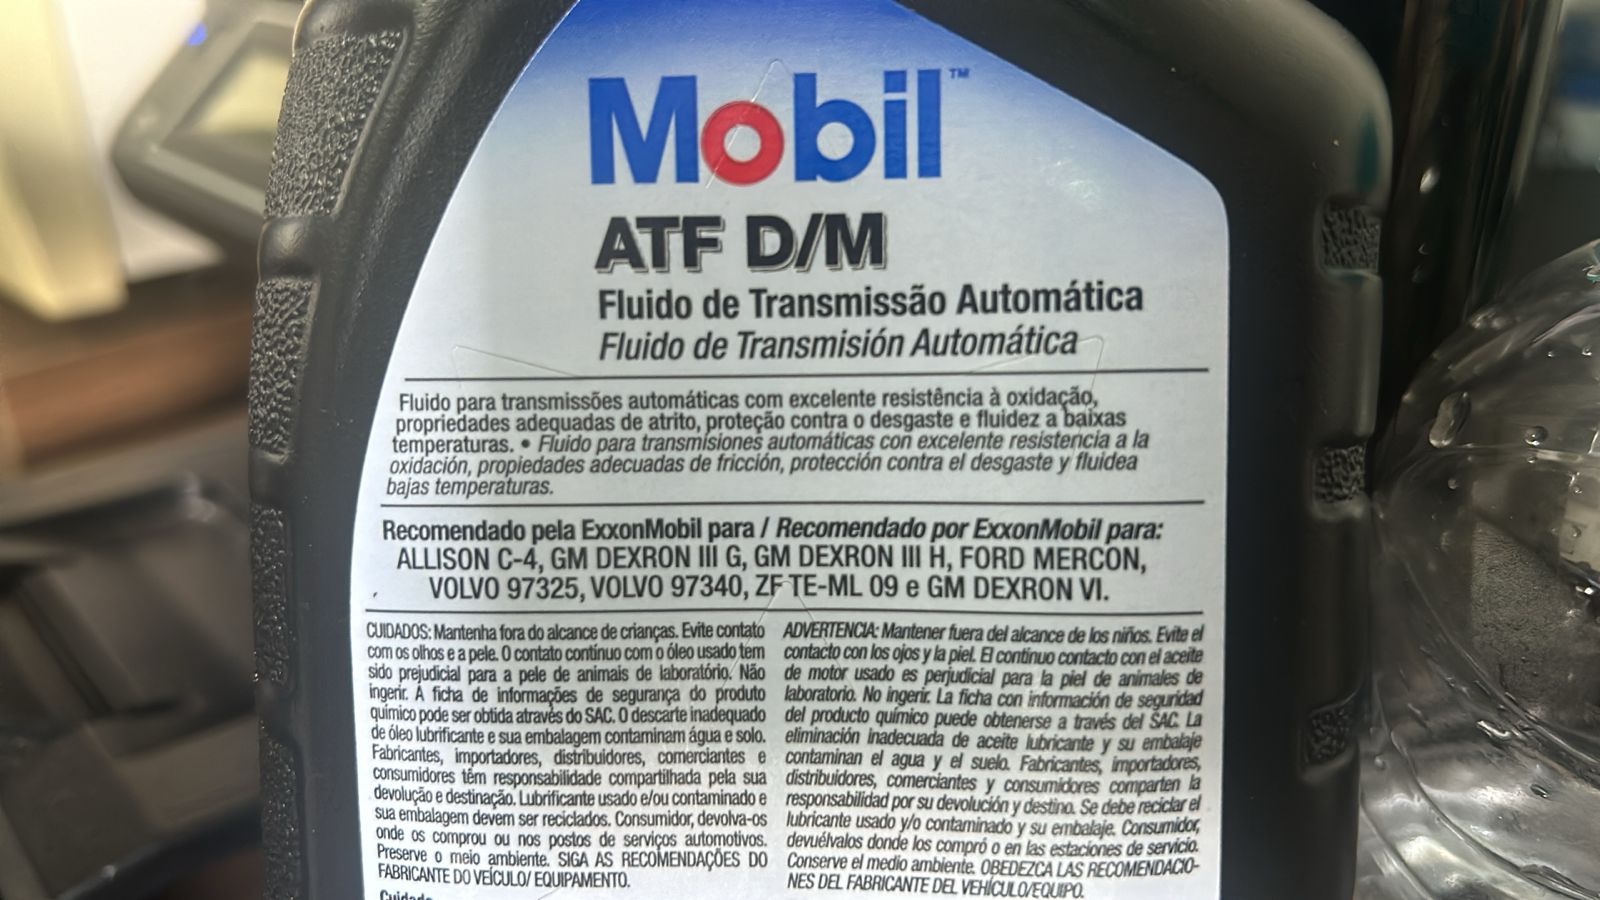 Mobil™
ATF D/M
Fluido de Transmissão Automática
Fluido de Transmisión Automática
Fluido para transmissões automáticas com excelente resistência à oxidação,
propriedades adequadas de atrito, proteção contra o desgaste e fluidez a baixas
temperaturas. • Fluido para transmisiones automáticas con excelente resistencia a la
oxidación, propiedades adecuadas de fricción, protección contra el desgaste y fluidea
bajas temperaturas.
Recomendado pela ExxonMobil para / Recomendado por ExxonMobil para:
ALLISON C-4, GM DEXRON III G, GM DEXRON III H, FORD MERCON,
VOLVO 97325, VOLVO 97340, ZF TE-ML 09 e GM DEXRON VI.
CUIDADOS: Mantenha fora do alcance de crianças. Evite contato
com os olhos e a pele. O contato contínuo com o óleo usado tem
sido prejudicial para a pele de animais de laboratório. Não
ingerir. A ficha de informações de segurança do produto
químico pode ser obtida através do SAC. O descarte inadequado
de óleo lubrificante e sua embalagem contaminam água e solo.
Fabricantes, importadores, distribuidores, comerciantes e
consumidores têm responsabilidade compartilhada pela sua
devolução e destinação. Lubrificante usado e/ou contaminado e
sua embalagem devem ser reciclados. Consumidor, devolva-os
onde os comprou ou nos postos de serviços automotivos.
Preserve o meio ambiente. SIGA AS RECOMENDAÇÕES DO
FABRICANTE DO VEÍCULO/ EQUIPAMENTO.
Cuidado
ADVERTENCIA: Mantener fuera del alcance de los niños. Evite el
contacto con los ojos y la piel. El continuo contacto con el aceite
de motor usado es perjudicial para la piel de animales de
laboratorio. No ingerir. La ficha con información de seguridad
del producto químico puede obtenerse a través del SAC. La
eliminación inadecuada de aceite lubricante y su embalaje
contaminan el agua y el suelo. Fabricantes, importadores,
distribuidores, comerciantes y consumidores comparten la
responsabilidad por su devolución y destino. Se debe reciclar el
lubricante usado y/o contaminado y su embalaje. Consumidor,
devuélvalos donde los compró o en las estaciones de servicio.
Conserve el medio ambiente. OBEDEZCA LAS RECOMENDACIO-
NES DEL FABRICANTE DEL VEHÍCULO/EQUIPO.